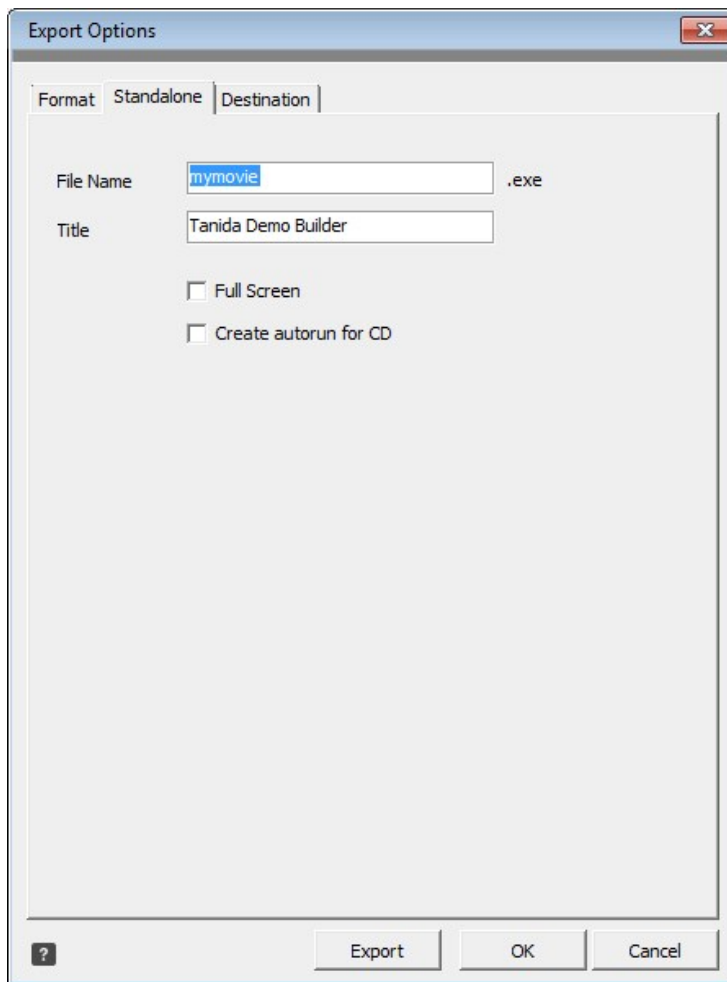 Export Options
Format Standalone Destination
File Name mymovie .exe
Title Tanida Demo Builder
Full Screen
Create autorun for CD
? Export OK Cancel